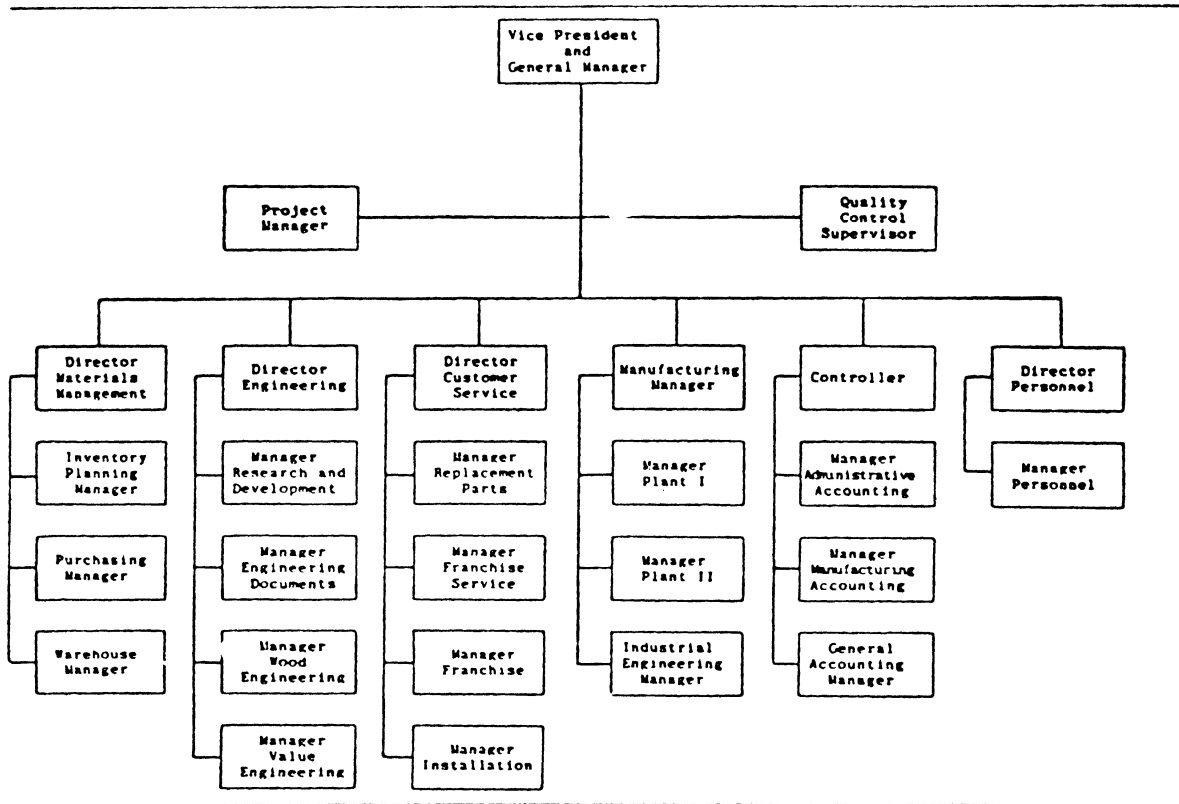 Vice President
and
General Manager
Project
Manager
Quality
Control
Supervisor
Director
Materials
Management
Inventory
Planning
Manager
Purchasing
Manager
Warehouse
Manager
Director
Engineering
Manager
Research and
Development
Manager
Engineering
Documents
Manager
Wood
Engineering
Manager
Value
Engineering
Director
Customer
Service
Manager
Replacement
Parts
Manager
Franchise
Service
Manager
Franchise
Manager
Installation
Manufacturing
Manager
Manager
Plant I
Manager
Plant II
Industrial
Engineering
Manager
Controller
Manager
Administrative
Accounting
Manager
Manufacturing
Accounting
General
Accounting
Manager
Director
Personnel
Manager
Personnel